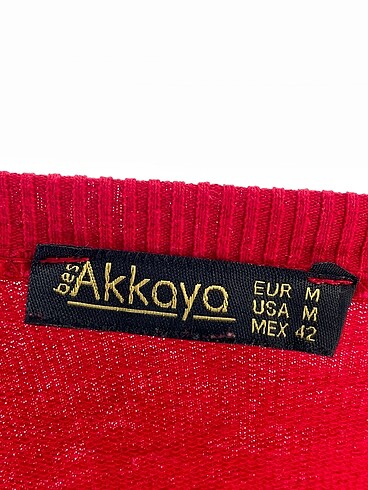 bes Akkaya
EUR M
USA M
MEX 42